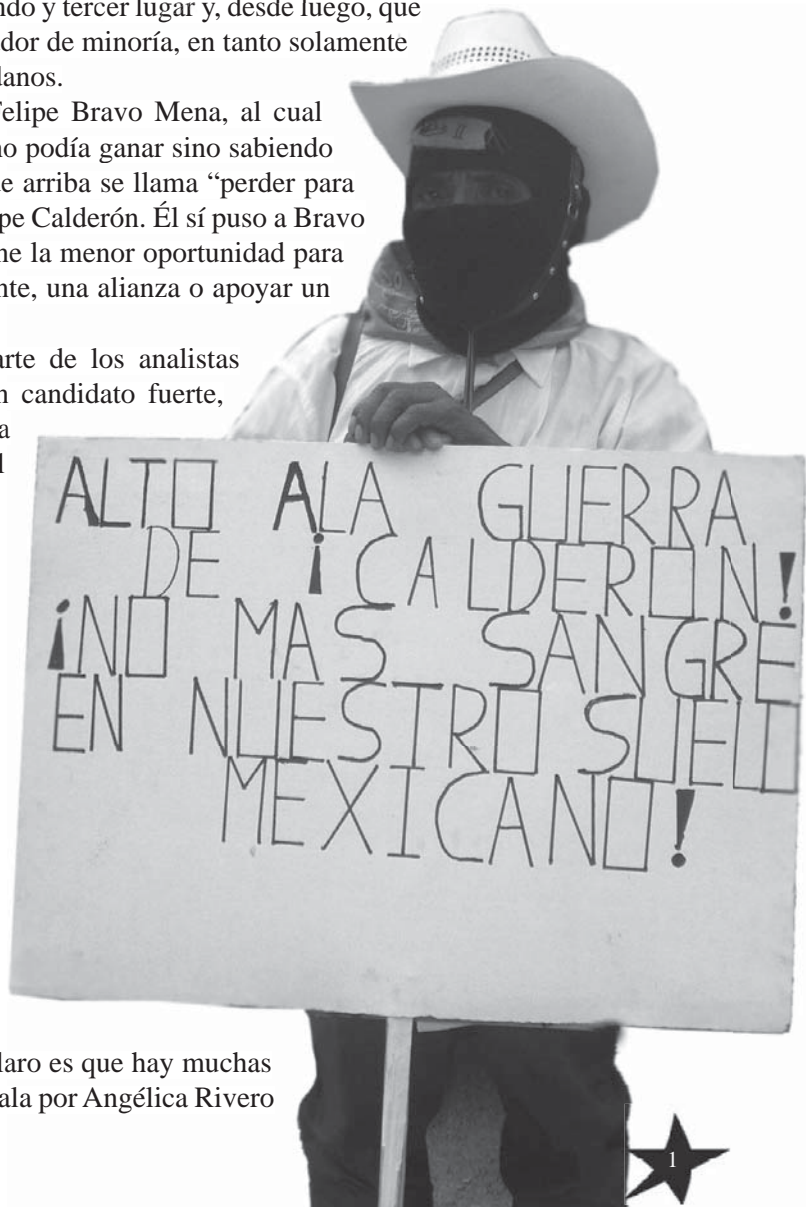 ndo y tercer lugar y, desde luego, que
dor de minoría, en tanto solamente
danos.
Felipe Bravo Mena, al cual
no podía ganar sino sabiendo
e arriba se llama “perder para
pe Calderón. Él sí puso a Bravo
ne la menor oportunidad para
nte, una alianza o apoyar un
arte de los analistas
n candidato fuerte,
a
l
ALTO ALA GUERRA
DE ¡CALDERON!
¡NO MAS SANGRE
EN NUESTRO SUELO
MEXICANO!
laro es que hay muchas
ala por Angélica Rivero
1